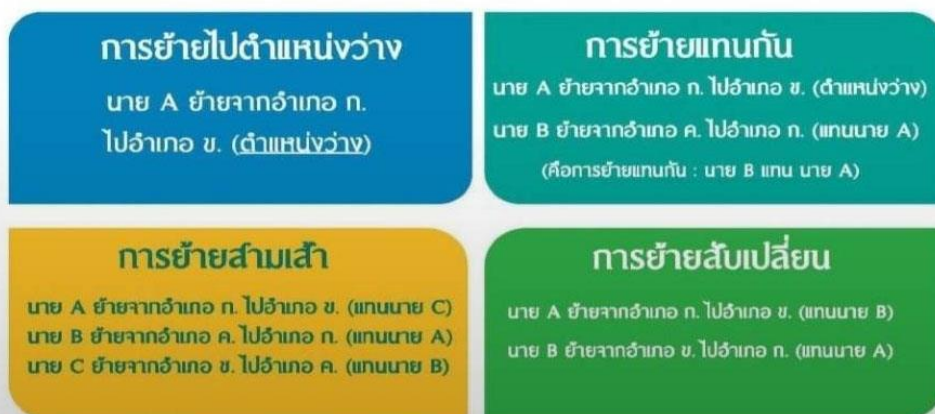 การย้ายไปตำแหน่งว่าง
นาย A ย้ายจากอำเภอ ก.
ไปอำเภอ ข. (ตำแหน่งว่าง)
การย้ายแทนกัน
นาย A ย้ายจากอำเภอ ก. ไปอำเภอ ข. (ตำแหน่งว่าง)
นาย B ย้ายจากอำเภอ ค. ไปอำเภอ ก. (แทนนาย A)
(คือการย้ายแทนกัน : นาย B แทน นาย A)
การย้ายสามเส้า
นาย A ย้ายจากอำเภอ ก. ไปอำเภอ ข. (แทนนาย C)
นาย B ย้ายจากอำเภอ ค. ไปอำเภอ ก. (แทนนาย A)
นาย C ย้ายจากอำเภอ ข. ไปอำเภอ ค. (แทนนาย B)
การย้ายสับเปลี่ยน
นาย A ย้ายจากอำเภอ ก. ไปอำเภอ ข. (แทนนาย B)
นาย B ย้ายจากอำเภอ ข. ไปอำเภอ ก. (แทนนาย A)